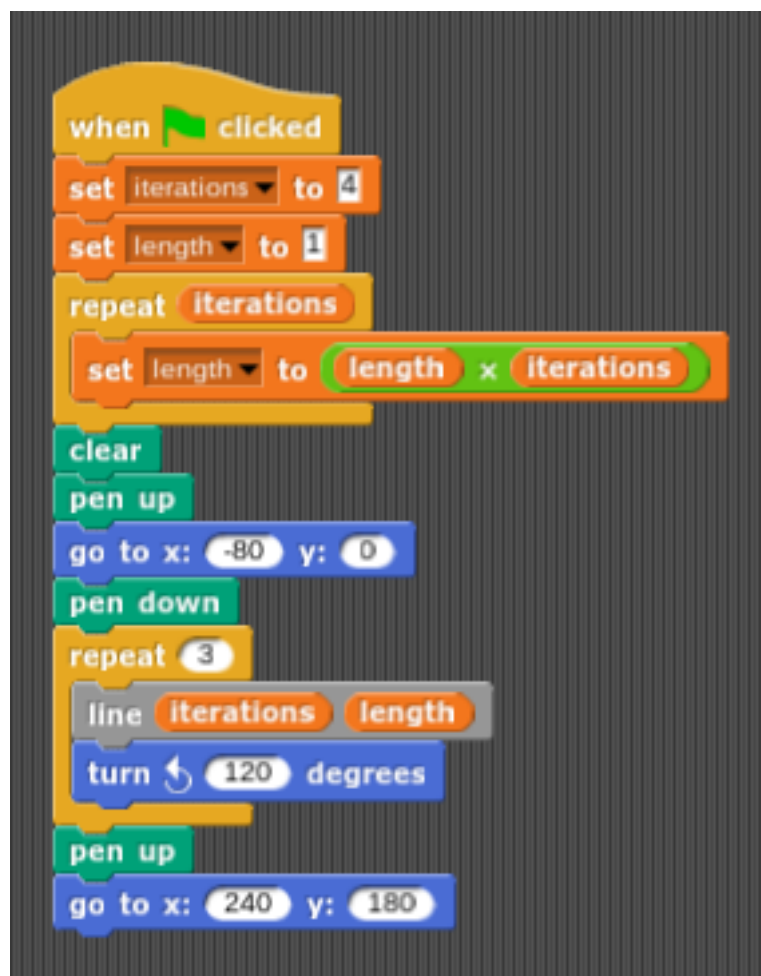 when clicked
set iterations to 4
set length to 1
repeat iterations
set length to length x iterations
clear
pen up
go to x: -80 y: 0
pen down
repeat 3
line iterations length
turn 120 degrees
pen up
go to x: 240 y: 180